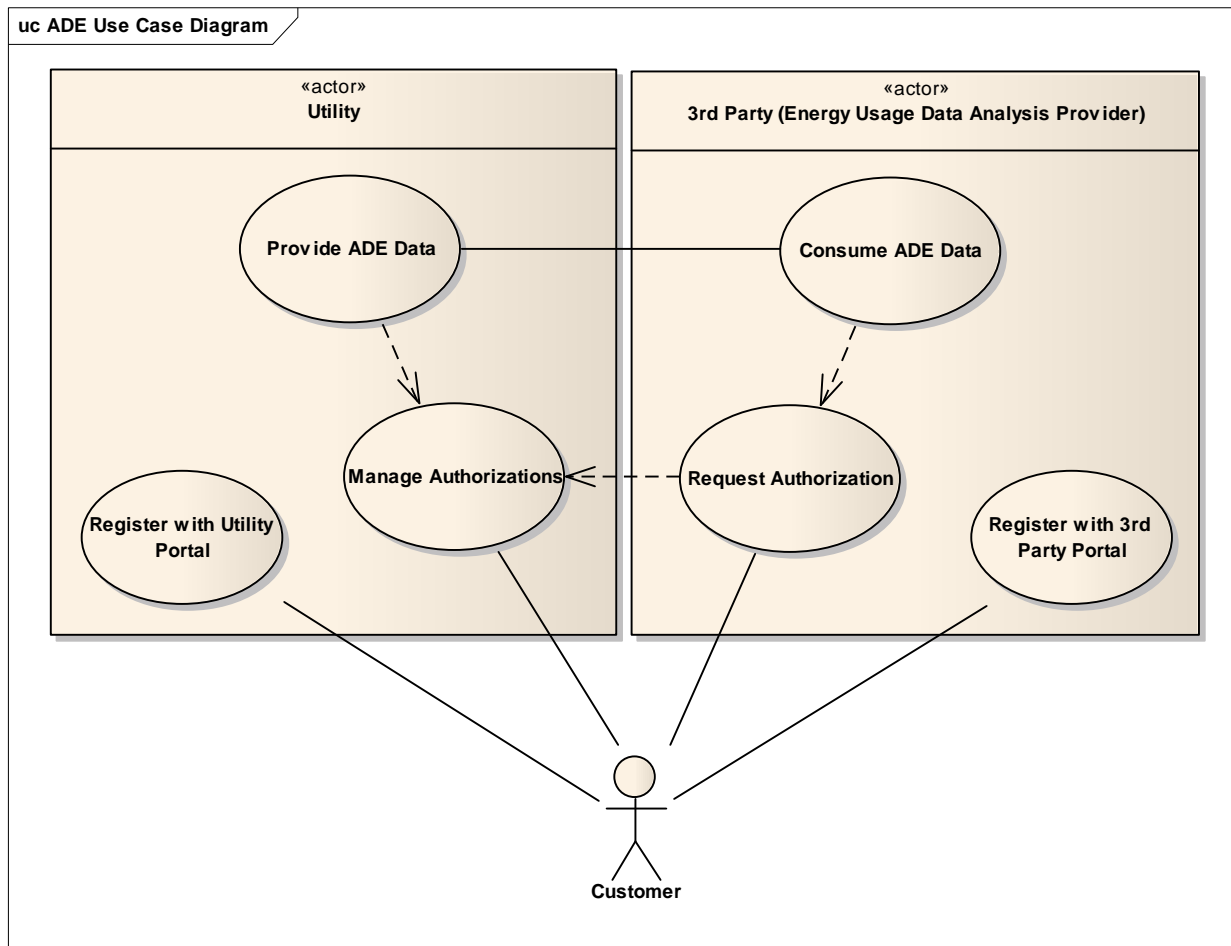 uc ADE Use Case Diagram
«actor»
Utility
«actor»
3rd Party (Energy Usage Data Analysis Provider)
Provide ADE Data
Consume ADE Data
Manage Authorizations
Request Authorization
Register with Utility
Portal
Register with 3rd
Party Portal
Customer